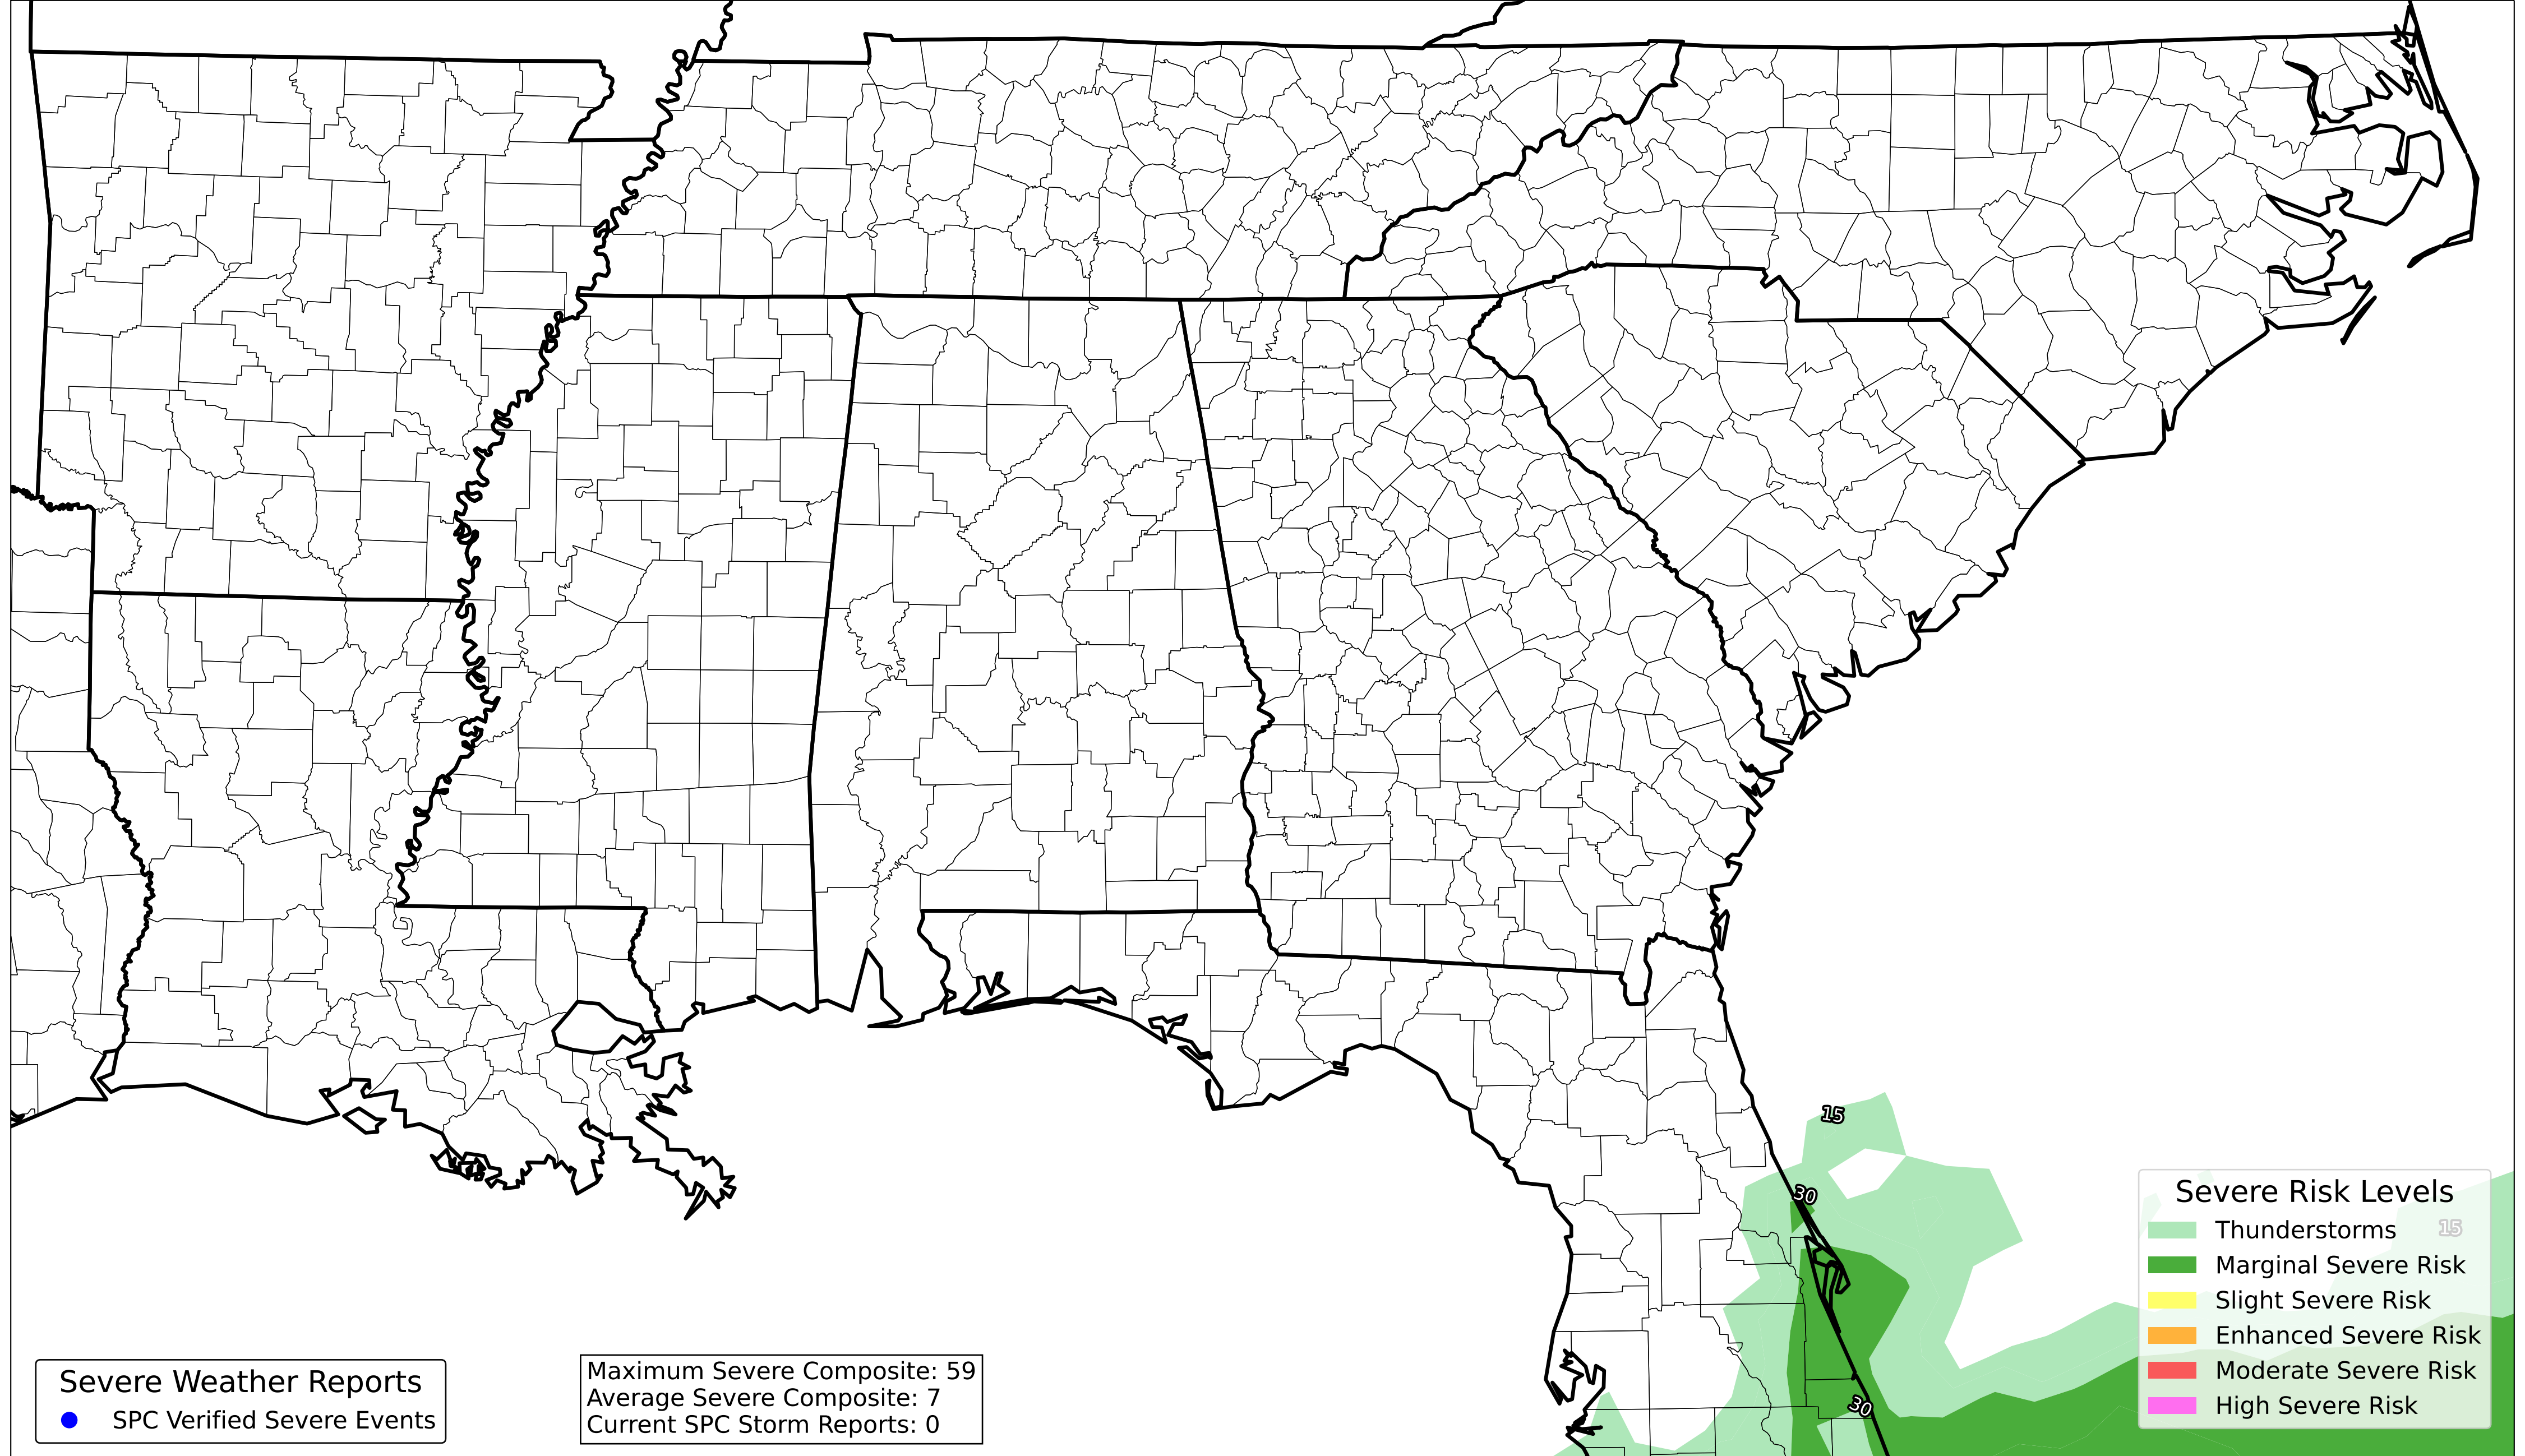 15
30
30
Severe Risk Levels
15
Thunderstorms
Marginal Severe Risk
Slight Severe Risk
Enhanced Severe Risk
Moderate Severe Risk
High Severe Risk
Severe Weather Reports
SPC Verified Severe Events
Maximum Severe Composite: 59
Average Severe Composite: 7
Current SPC Storm Reports: 0